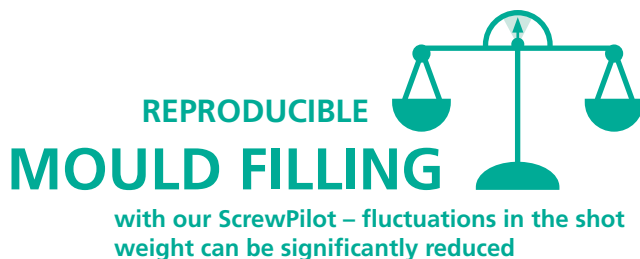 REPRODUCIBLE
MOULD FILLING
with our ScrewPilot – fluctuations in the shot
weight can be significantly reduced